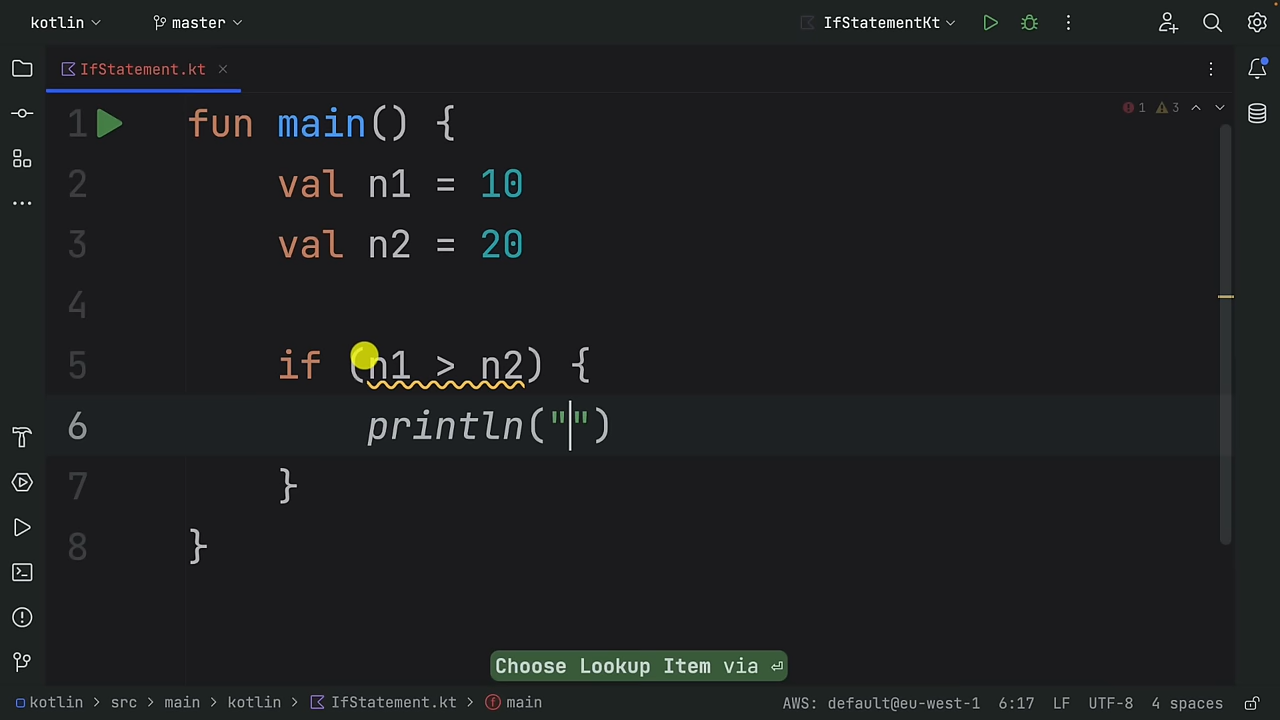 kotlin master IfStatementKt
IfStatement.kt
1 fun main() {
1 3
2 val n1 = 10
3 val n2 = 20
4
5 if (n1 > n2) {
6 println("")
7 }
8 }
Choose Lookup Item via ⏎
kotlin > src > main > kotlin > IfStatement.kt > f main AWS: default@eu-west-1 6:17 LF UTF-8 4 spaces